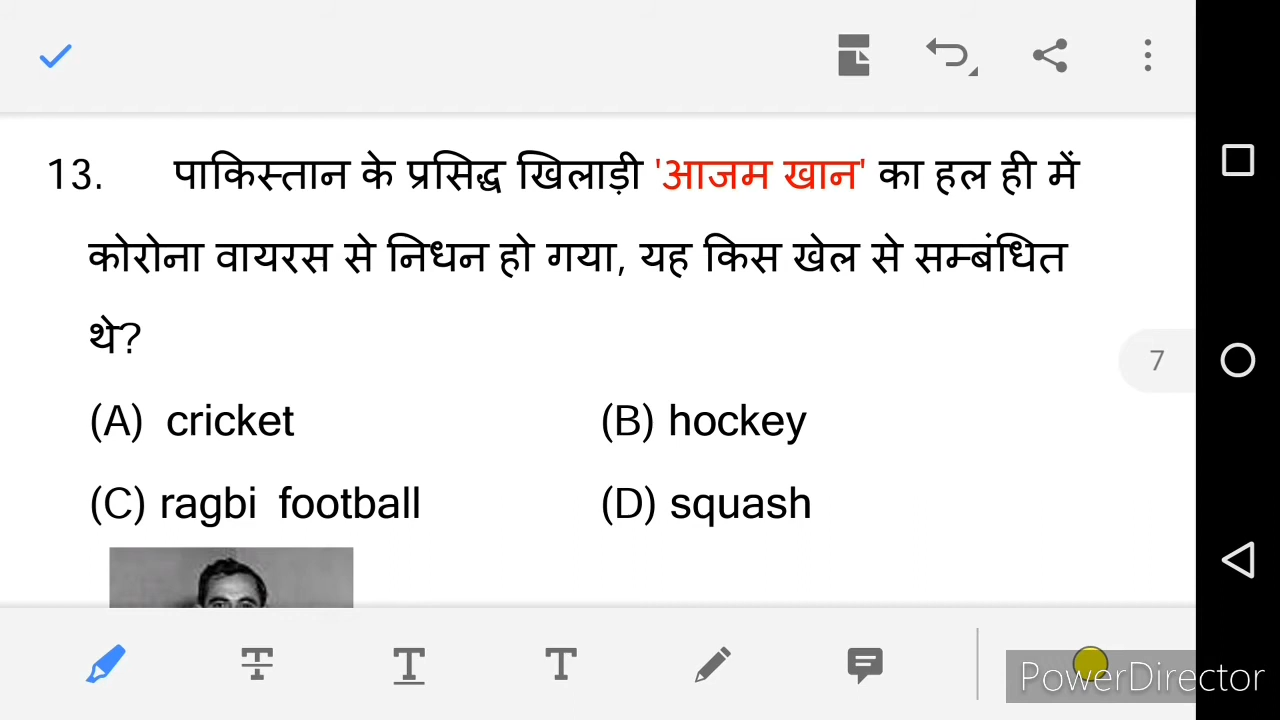 13. पाकिस्तान के प्रसिद्ध खिलाड़ी 'आजम खान' का हल ही में
कोरोना वायरस से निधन हो गया, यह किस खेल से सम्बंधित
थे?
7
(A) cricket (B) hockey
(C) ragbi football (D) squash
PowerDirector